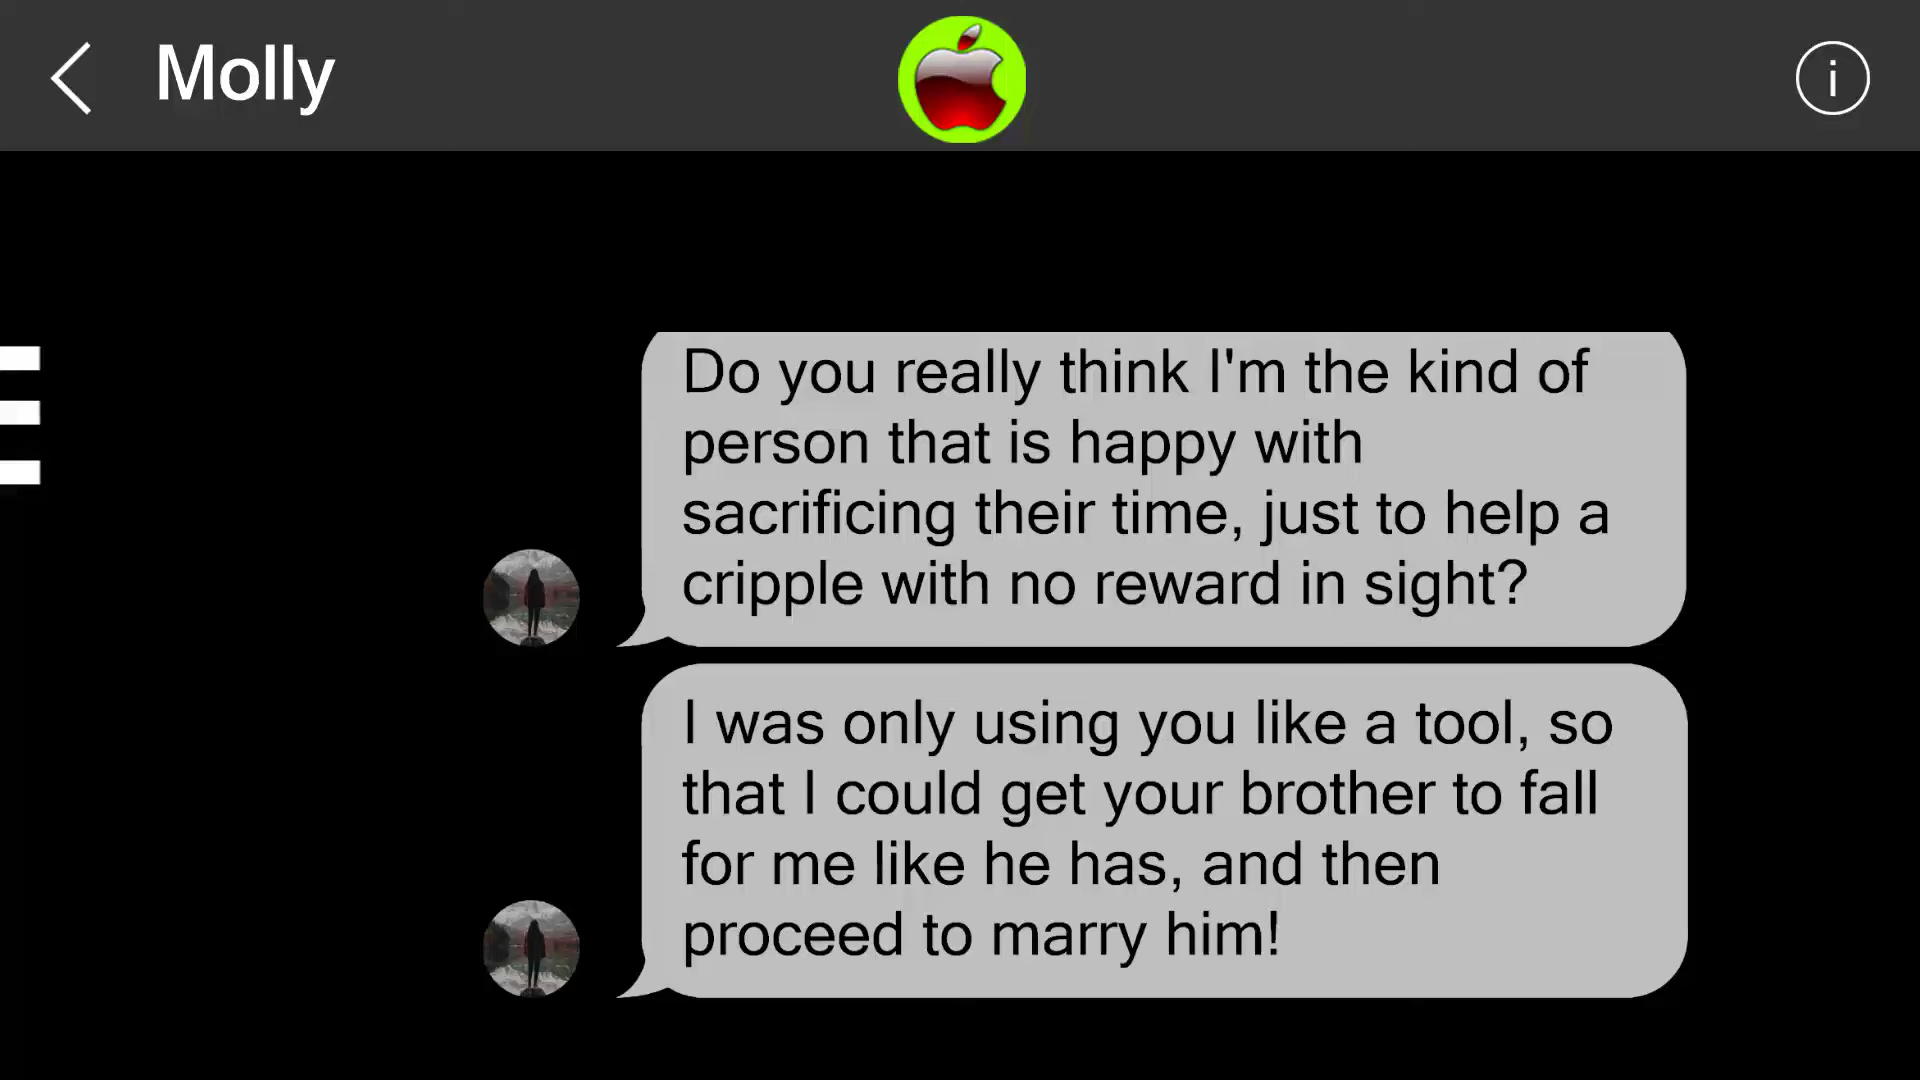 Molly
i
Do you really think I'm the kind of
person that is happy with
sacrificing their time, just to help a
cripple with no reward in sight?
I was only using you like a tool, so
that I could get your brother to fall
for me like he has, and then
proceed to marry him!